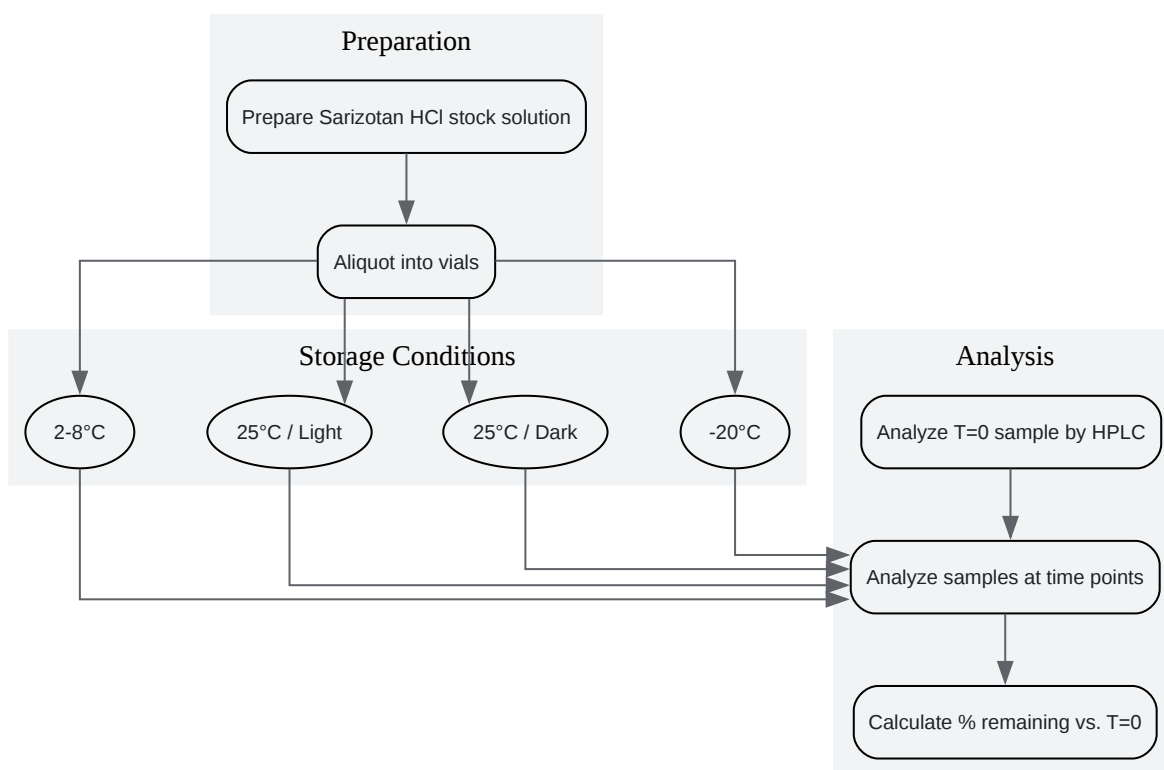 Preparation
Prepare Sarizotan HCl stock solution
Aliquot into vials
Storage Conditions
2-8°C
25°C / Light
25°C / Dark
-20°C
Analysis
Analyze T=0 sample by HPLC
Analyze samples at time points
Calculate % remaining vs. T=0